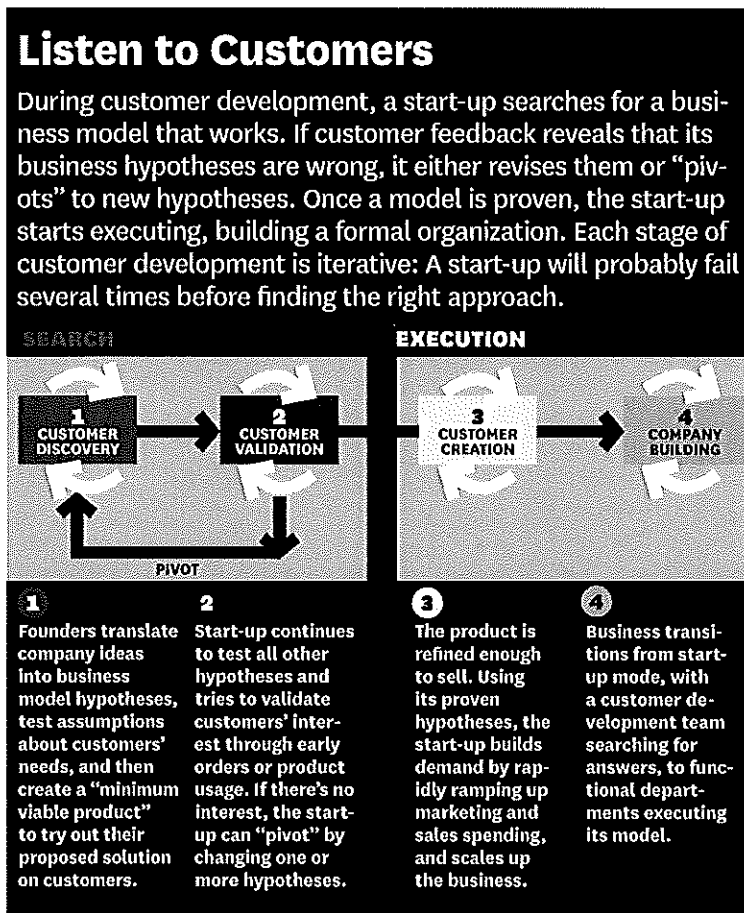 Listen to Customers
During customer development, a start-up searches for a busi-
ness model that works. If customer feedback reveals that its
business hypotheses are wrong, it either revises them or “piv-
ots” to new hypotheses. Once a model is proven, the start-up
starts executing, building a formal organization. Each stage of
customer development is iterative: A start-up will probably fail
several times before finding the right approach.
SEARCH
EXECUTION
1
CUSTOMER
DISCOVERY
2
CUSTOMER
VALIDATION
3
CUSTOMER
CREATION
4
COMPANY
BUILDING
PIVOT
1
Founders translate
company ideas
into business
model hypotheses,
test assumptions
about customers’
needs, and then
create a “minimum
viable product”
to try out their
proposed solution
on customers.
2
Start-up continues
to test all other
hypotheses and
tries to validate
customers’ inter-
est through early
orders or product
usage. If there’s no
interest, the start-
up can “pivot” by
changing one or
more hypotheses.
3
The product is
refined enough
to sell. Using
its proven
hypotheses, the
start-up builds
demand by rap-
idly ramping up
marketing and
sales spending,
and scales up
the business.
4
Business transi-
tions from start-
up mode, with
a customer de-
velopment team
searching for
answers, to func-
tional depart-
ments executing
its model.